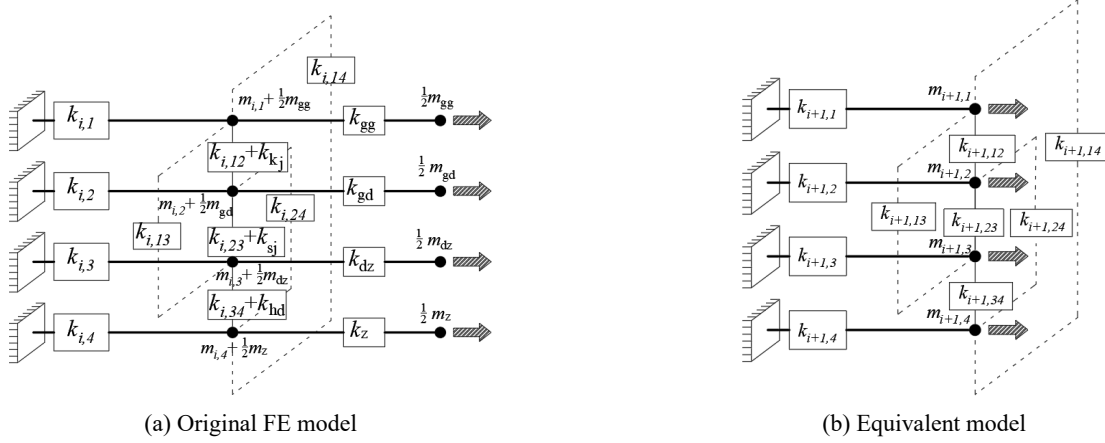 k_{i,14}
m_{i,1}+½m_{gg}
½m_{gg}
k_{i,1}
k_{gg}
k_{i,12}+k_{kj}
½ m_{gd}
k_{i,2}
k_{gd}
m_{i,2}+½m_{gd}
k_{i,24}
k_{i,13}
k_{i,23}+k_{sj}
½ m_{dz}
k_{i,3}
k_{dz}
m_{i,3}+½m_{dz}
k_{i,34}+k_{hd}
½ m_z
k_{i,4}
k_z
m_{i,4}+½m_z
(a) Original FE model
m_{i+1,1}
k_{i+1,1}
k_{i+1,12}
k_{i+1,14}
m_{i+1,2}
k_{i+1,2}
k_{i+1,13}
k_{i+1,23}
k_{i+1,24}
m_{i+1,3}
k_{i+1,3}
k_{i+1,34}
m_{i+1,4}
k_{i+1,4}
(b) Equivalent model